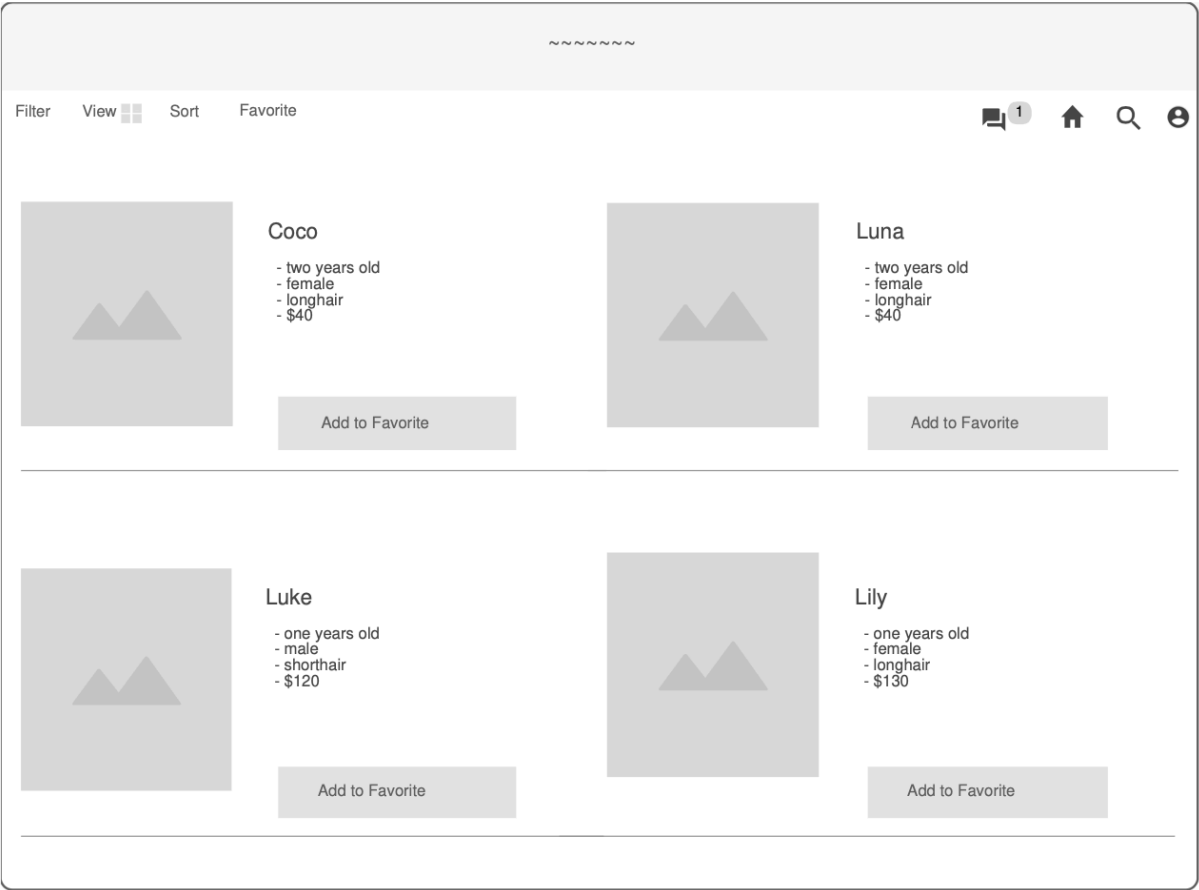 ~~~~~~~
Filter View Sort Favorite 1
Coco
- two years old
- female
- longhair
- $40
Add to Favorite
Luna
- two years old
- female
- longhair
- $40
Add to Favorite
Luke
- one years old
- male
- shorthair
- $120
Add to Favorite
Lily
- one years old
- female
- longhair
- $130
Add to Favorite